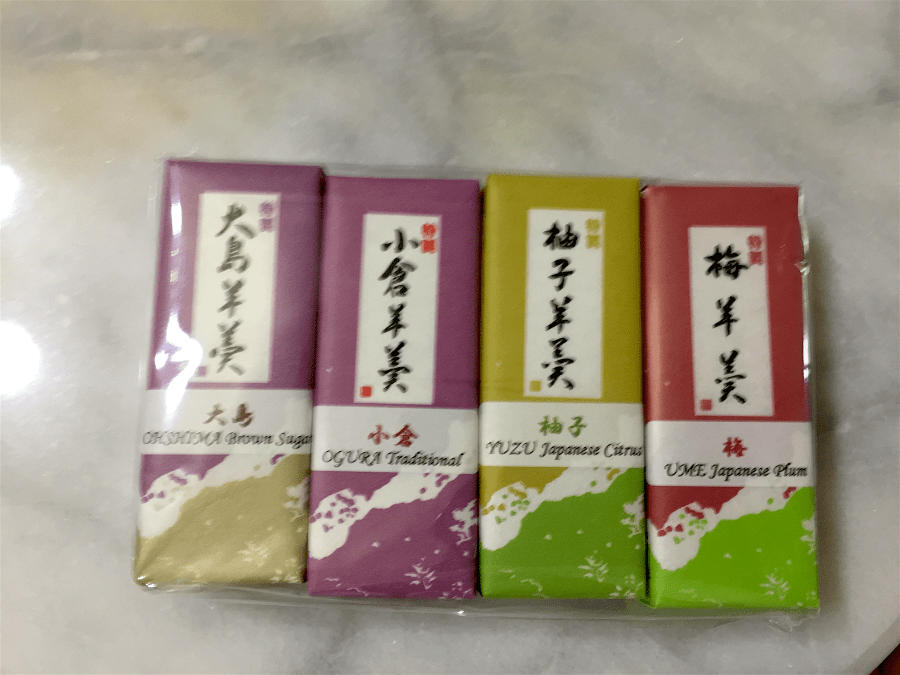 特製
大島羊羹
大島
OHSHIMA Brown Sugar
特製
小倉羊羹
小倉
OGURA Traditional
特製
柚子羊羹
柚子
YUZU Japanese Citrus
特製
梅羊羹
梅
UME Japanese Plum